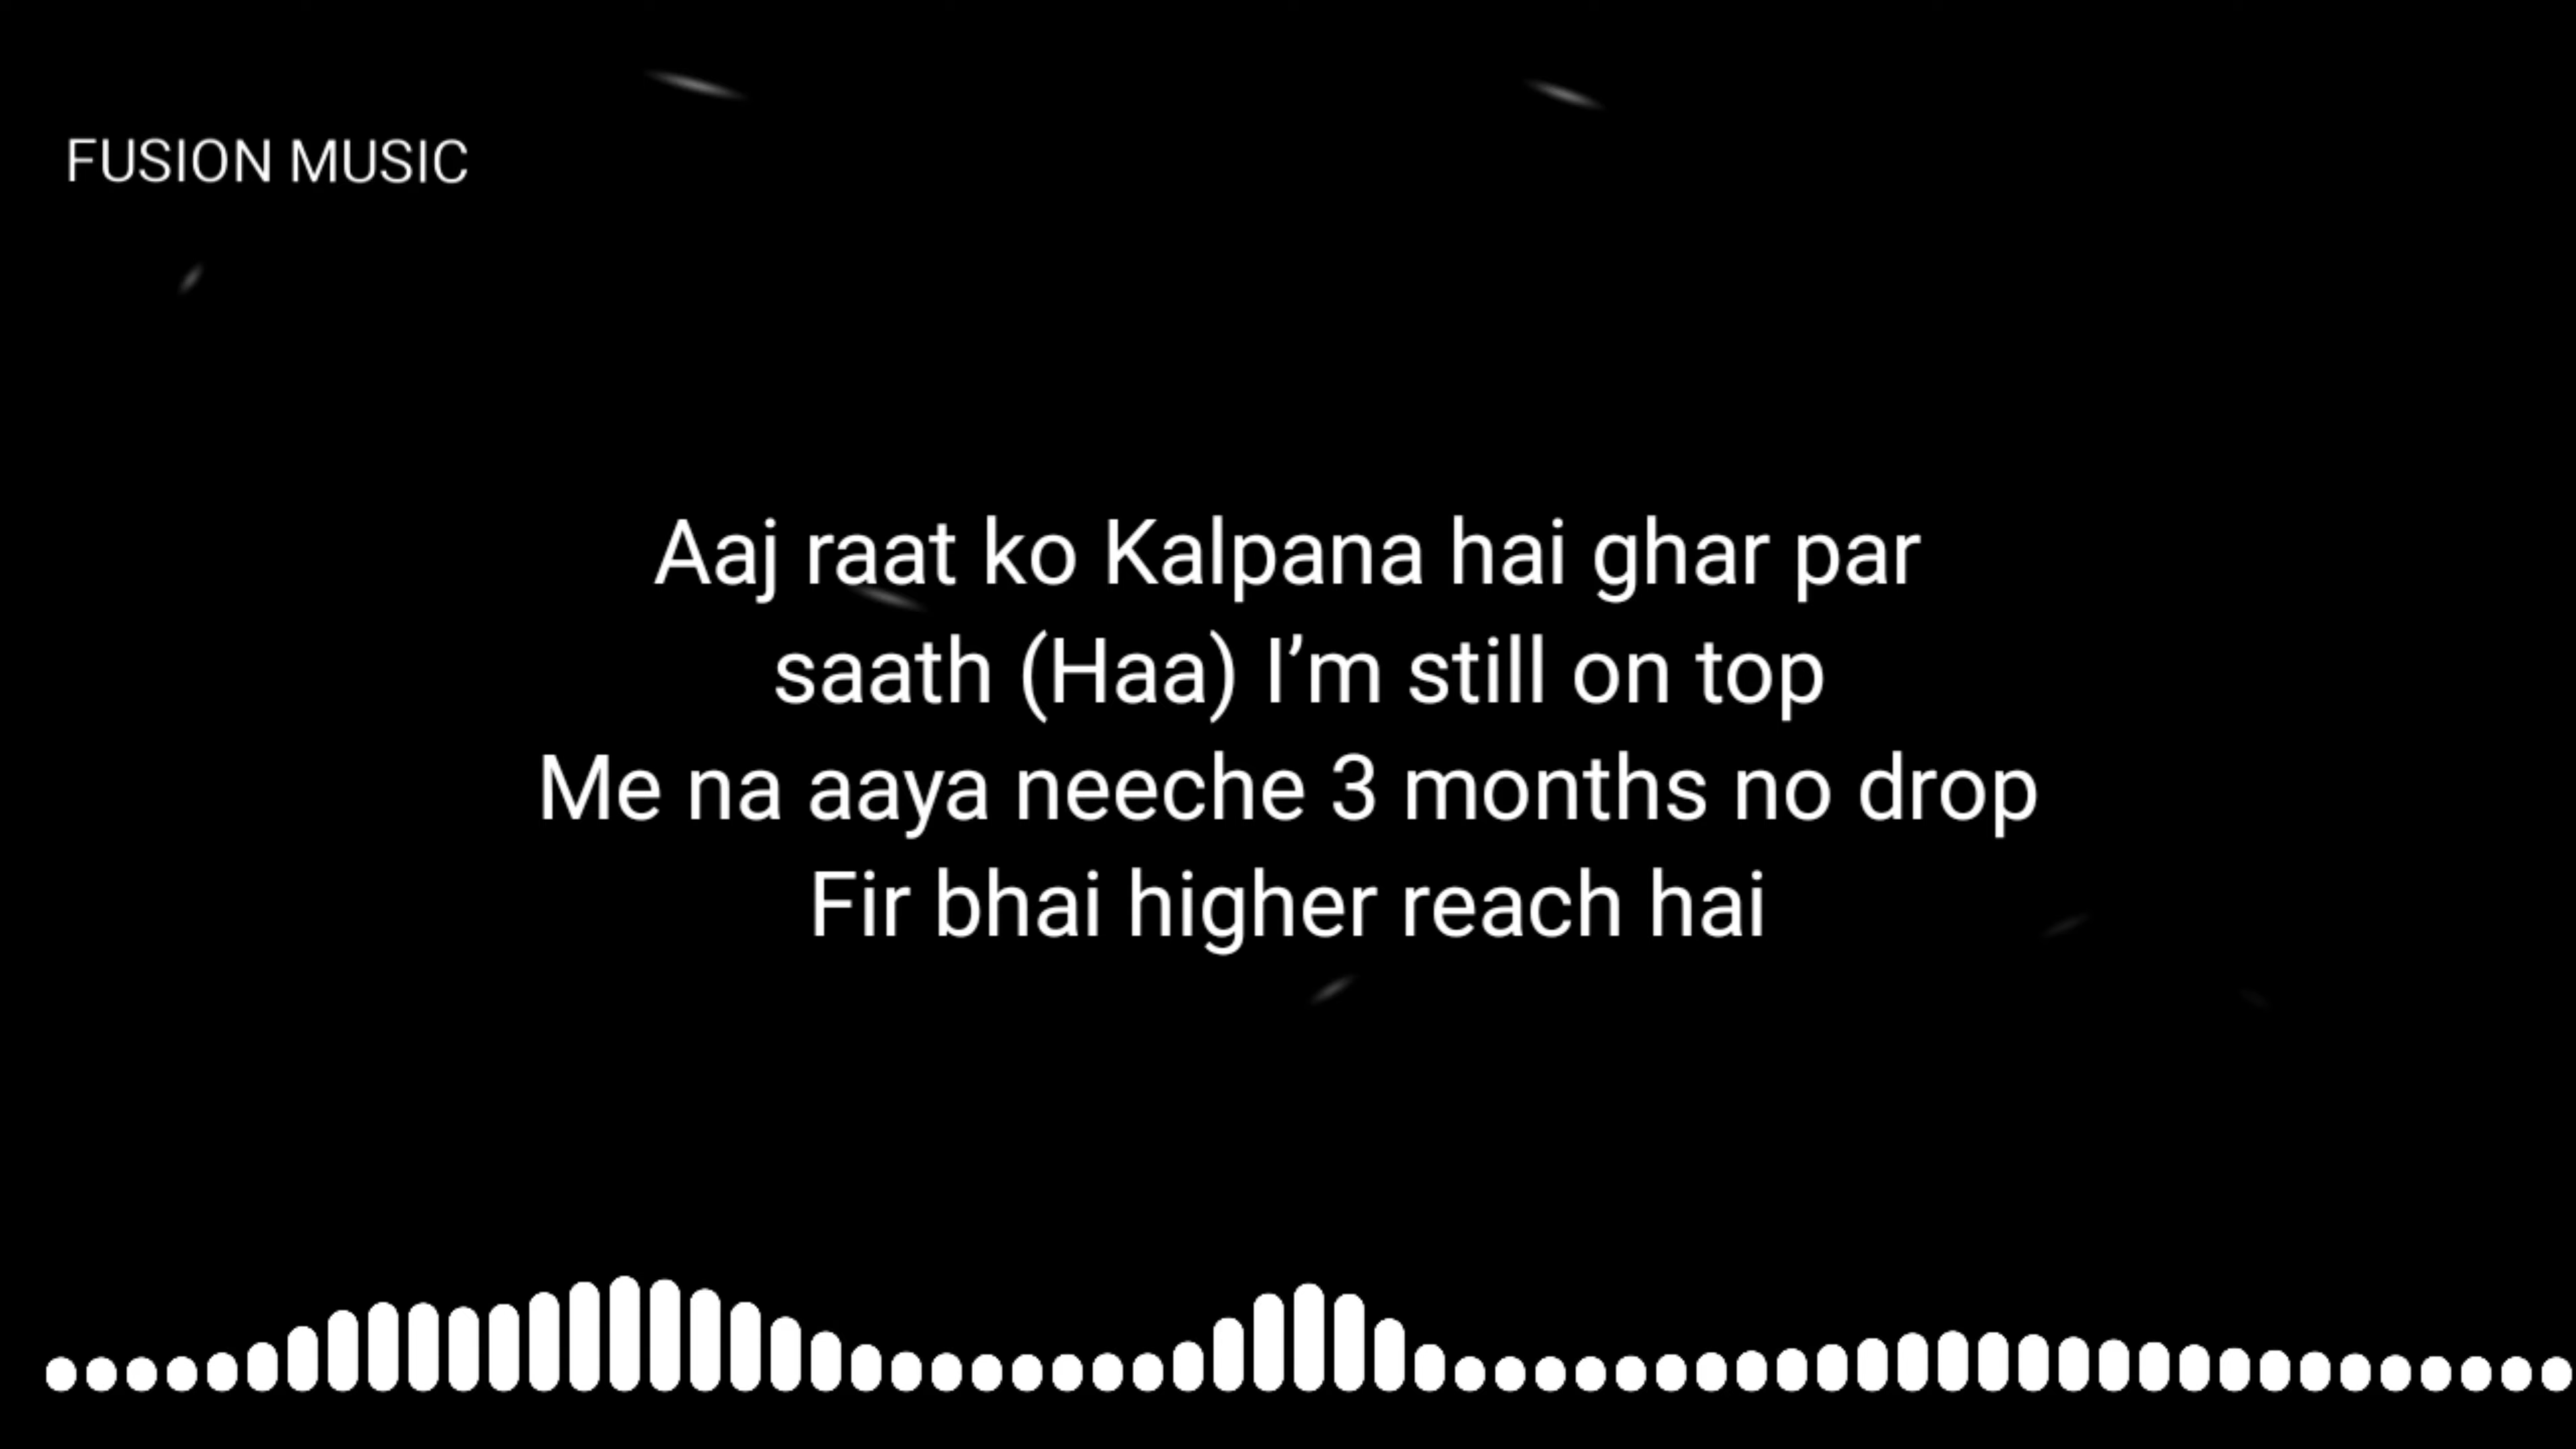 FUSION MUSIC
Aaj raat ko Kalpana hai ghar par
saath (Haa) I’m still on top
Me na aaya neeche 3 months no drop
Fir bhai higher reach hai